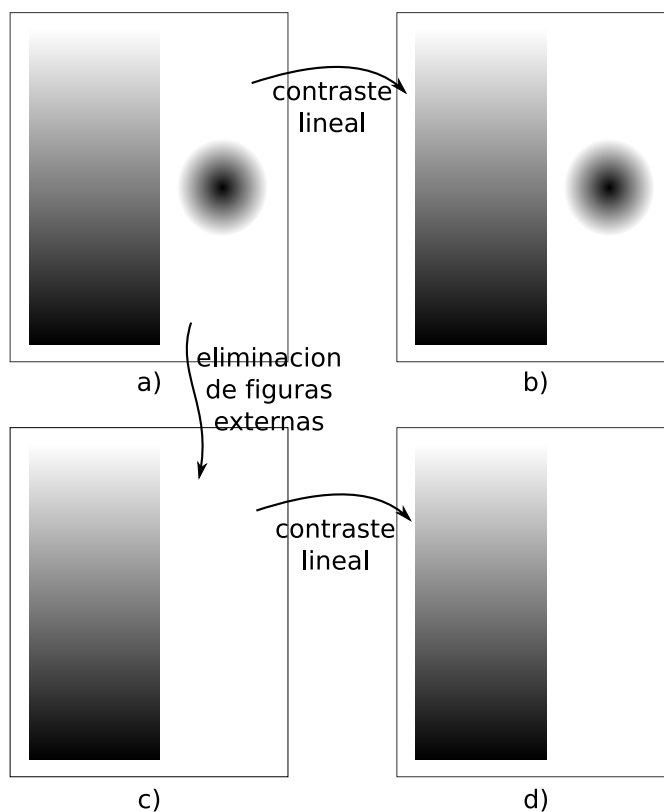 contraste
lineal
a)
b)
eliminacion
de figuras
externas
contraste
lineal
c)
d)